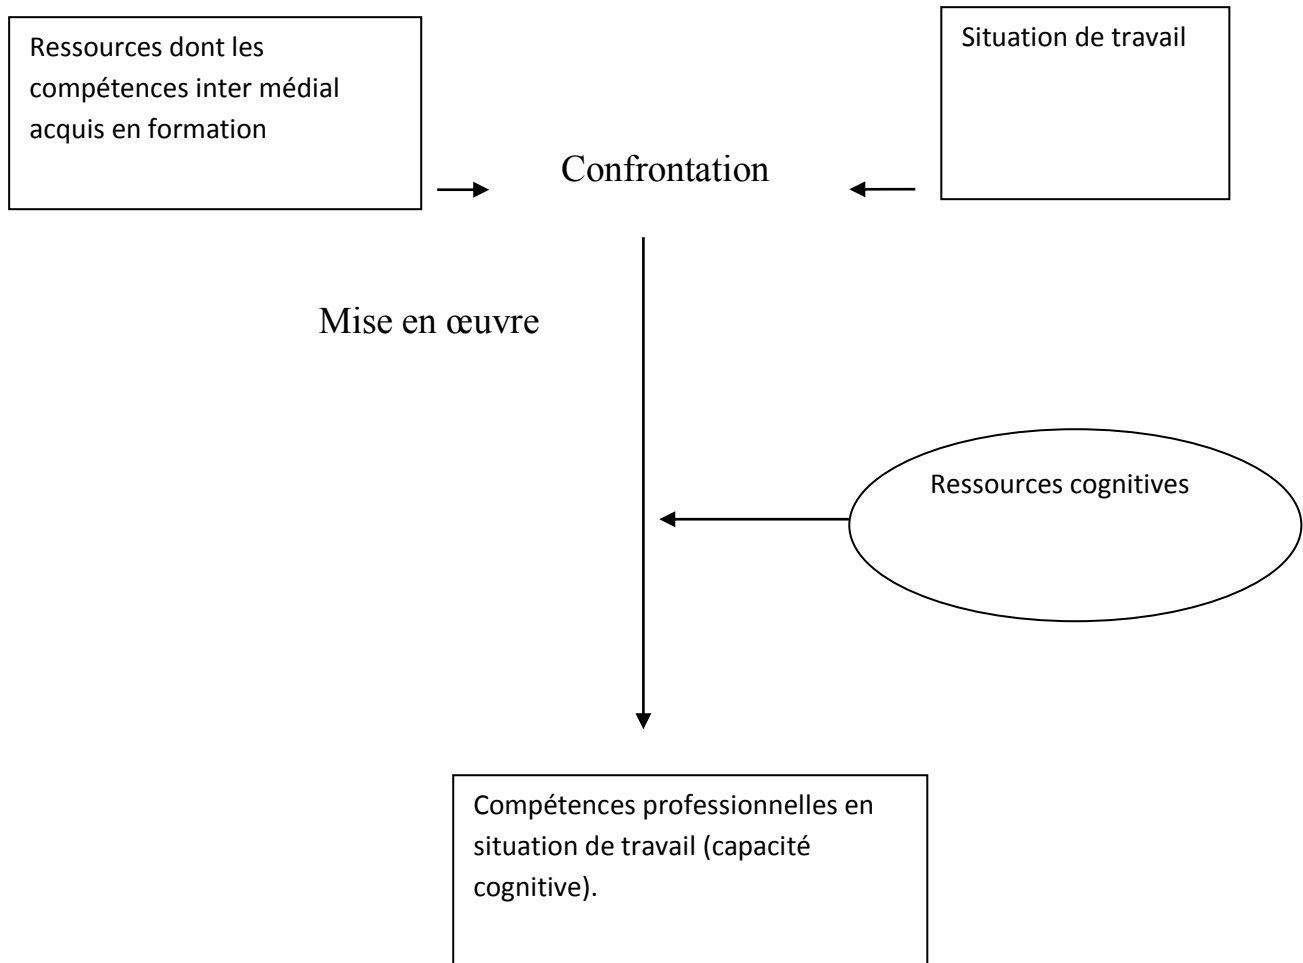 Ressources dont les
compétences inter médial
acquis en formation
Situation de travail
Confrontation
Mise en œuvre
Ressources cognitives
Compétences professionnelles en
situation de travail (capacité
cognitive).